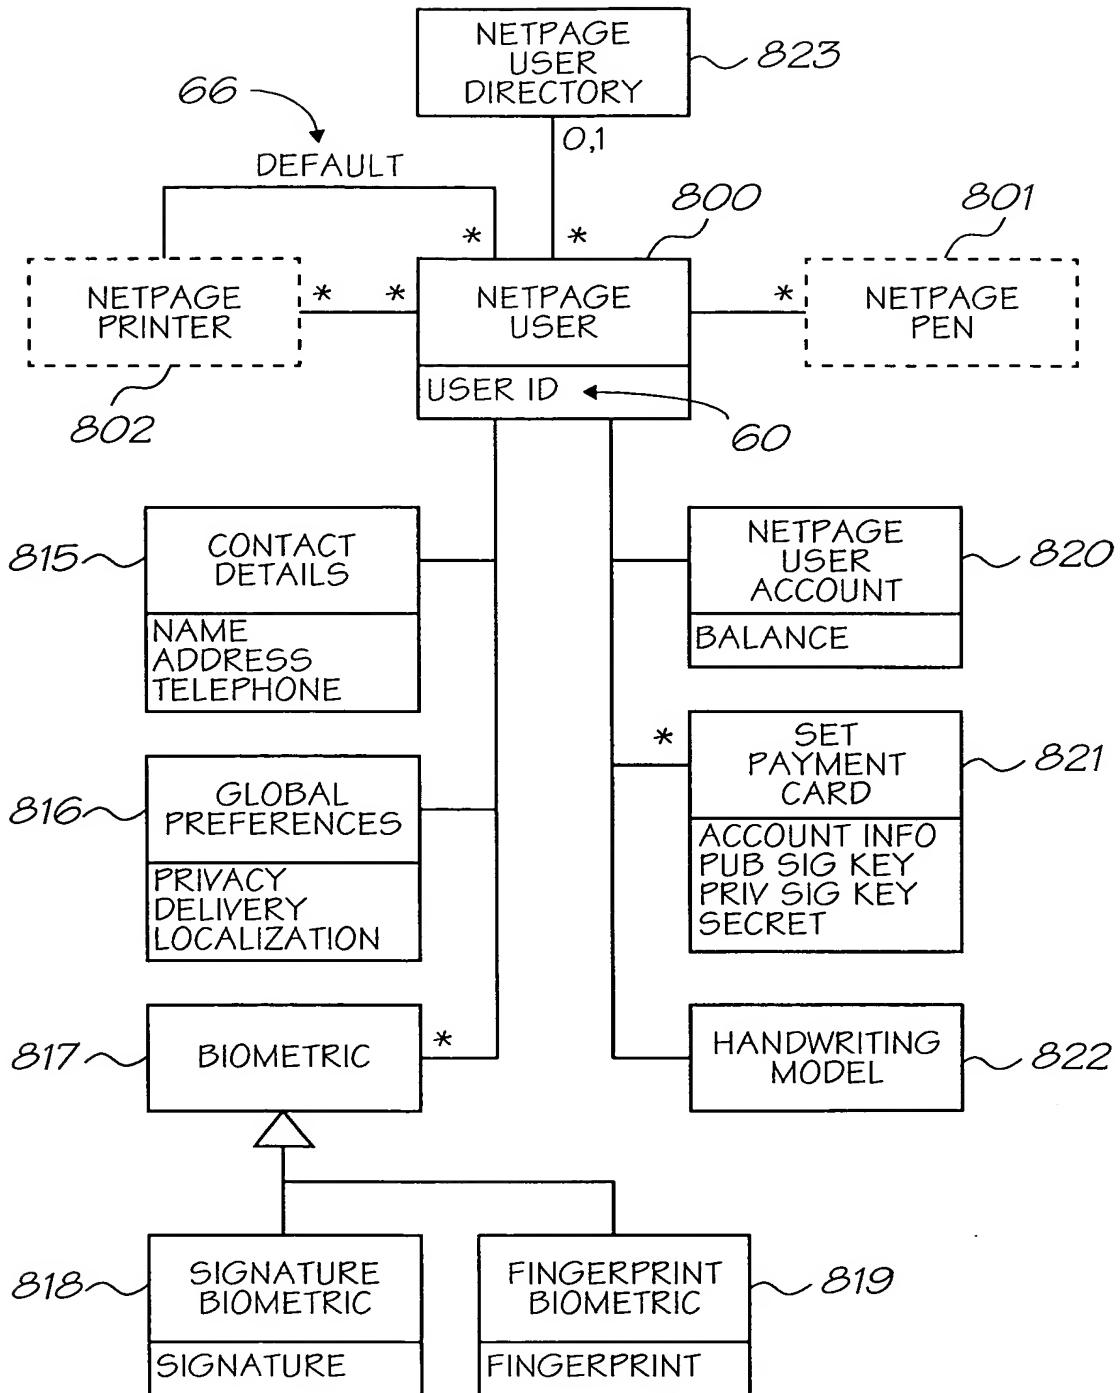 NETPAGE
USER
DIRECTORY
823
0,1
66
DEFAULT
*
*
800
801
NETPAGE
PRINTER
*
*
NETPAGE
USER
*
NETPAGE
PEN
USER ID
802
60
815
CONTACT
DETAILS
NAME
ADDRESS
TELEPHONE
NETPAGE
USER
ACCOUNT
820
BALANCE
816
GLOBAL
PREFERENCES
PRIVACY
DELIVERY
LOCALIZATION
*
SET
PAYMENT
CARD
821
ACCOUNT INFO
PUB SIG KEY
PRIV SIG KEY
SECRET
817
BIOMETRIC
*
HANDWRITING
MODEL
822
818
SIGNATURE
BIOMETRIC
SIGNATURE
FINGERPRINT
BIOMETRIC
819
FINGERPRINT